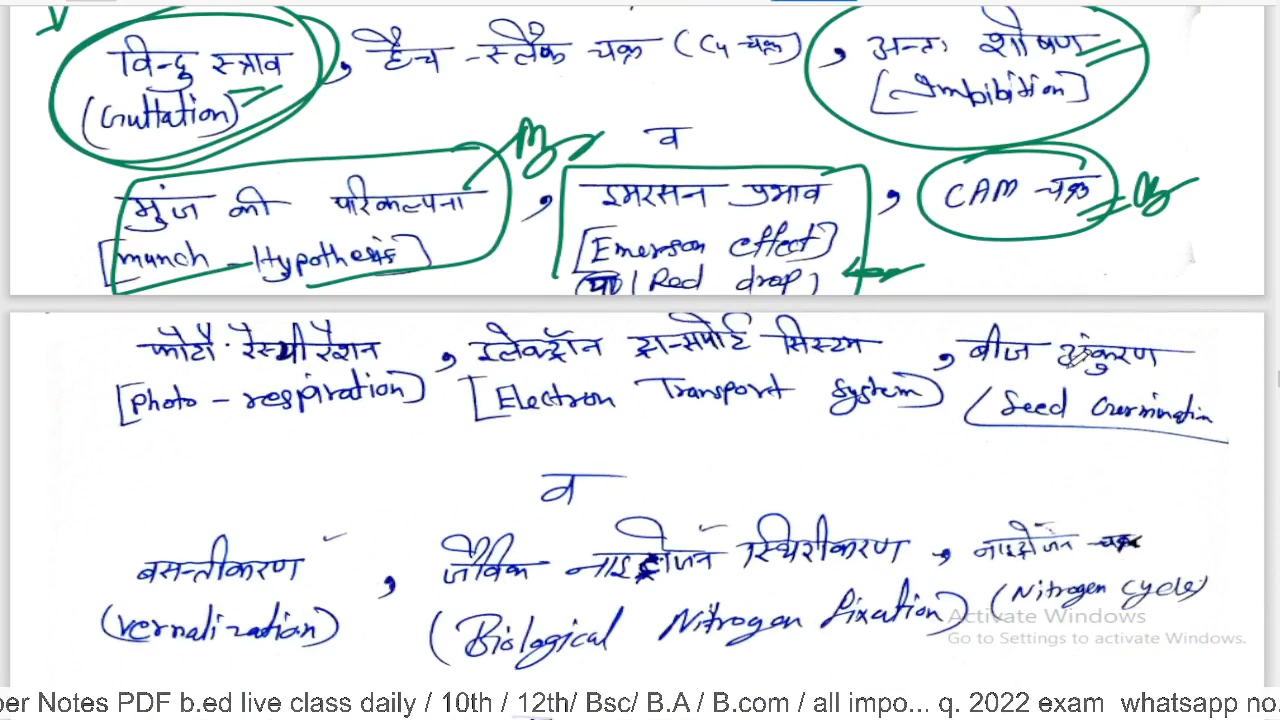 विन्दु स्त्राव , हैच - स्लैक चक्र (C4 चक्र) , अन्तः शोषण
(Guttation) [Imbibition]
व
मुंज की परिकल्पना , इमरसन प्रभाव , CAM चक्र
[munch - Hypothesis] [Emerson effect]
(या Red drop)
फोटो रेस्पीरेशन , इलेक्ट्रॉन ट्रान्सपोर्ट सिस्टम , बीज अंकुरण
[Photo - respiration) [Electron Transport System) (Seed Germination
व
बसन्तीकरण , जैविक नाइट्रोजन स्थिरीकरण , नाइट्रोजन चक्र
(vernalization) (Biological Nitrogen fixation) (Nitrogen cycle)
Activate Windows
Go to Settings to activate Windows.
per Notes PDF b.ed live class daily / 10th / 12th/ Bsc/ B.A / B.com / all impo... q. 2022 exam whatsapp no.